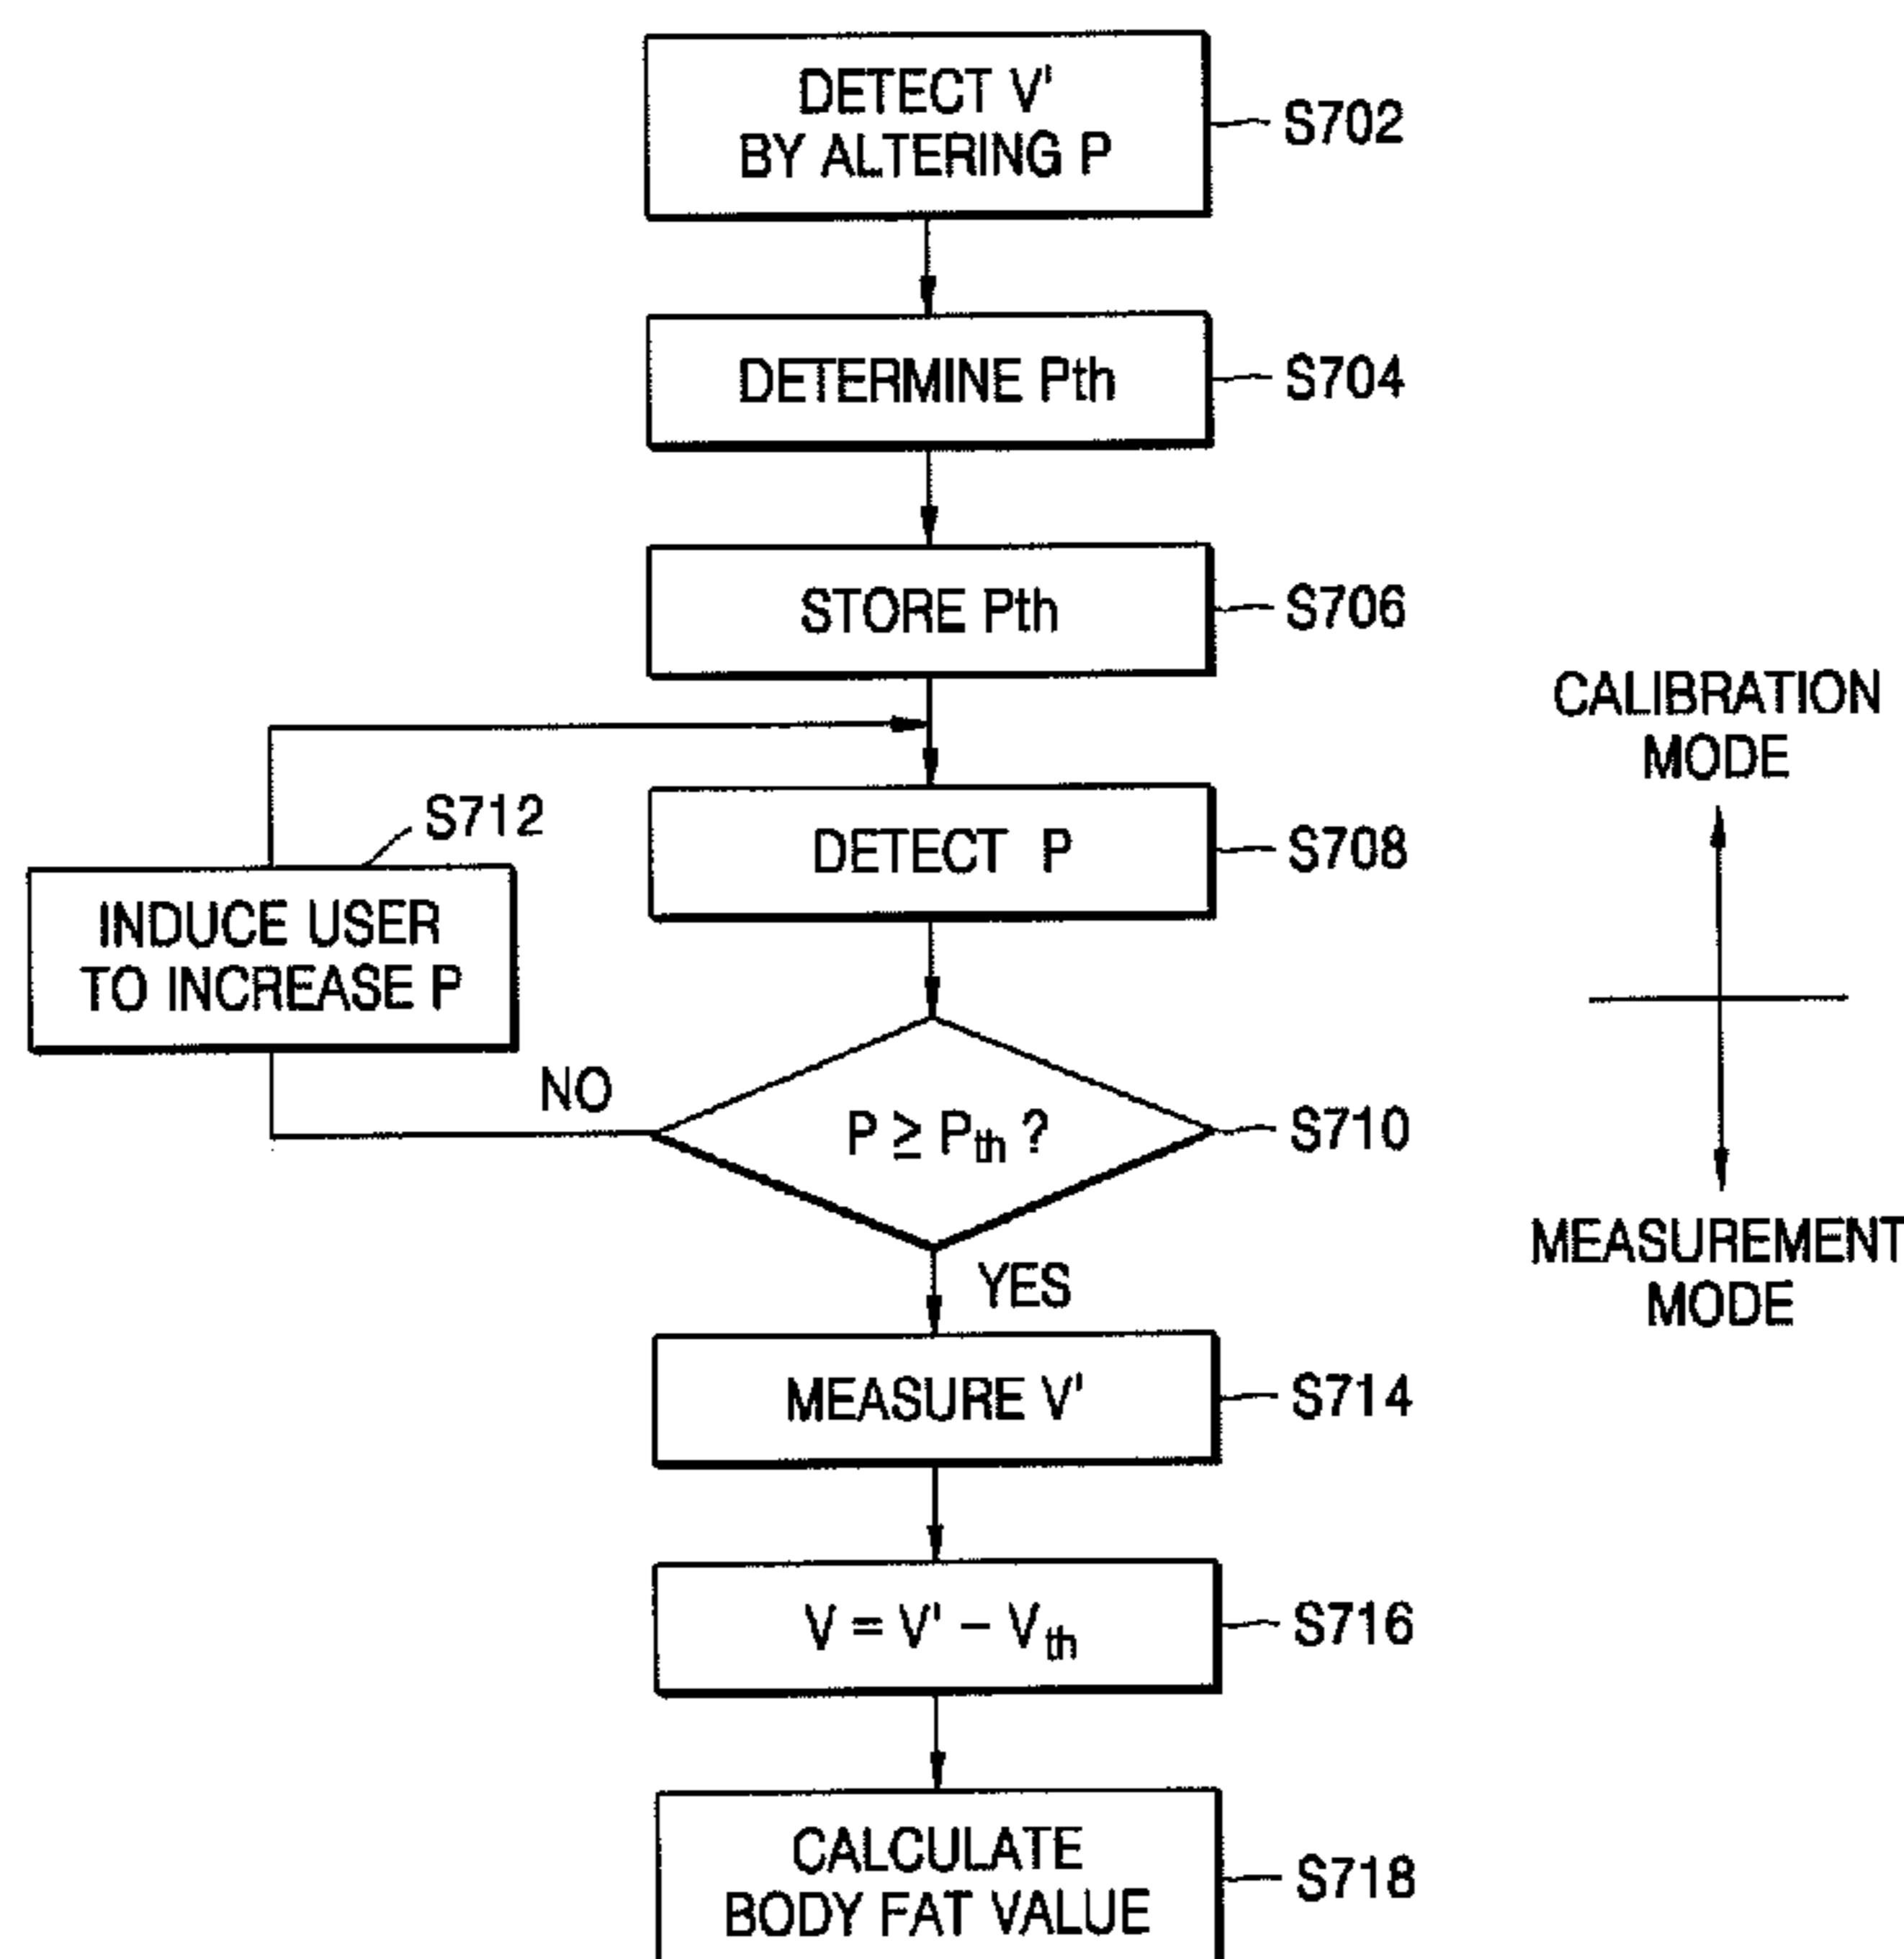 DETECT V'
BY ALTERING P
S702
DETERMINE Pth
S704
STORE Pth
S706
CALIBRATION
MODE
S712
DETECT P
S708
INDUCE USER
TO INCREASE P
NO
P ≥ Pth ?
S710
MEASUREMENT
MODE
YES
MEASURE V'
S714
V = V' – Vth
S716
CALCULATE
BODY FAT VALUE
S718